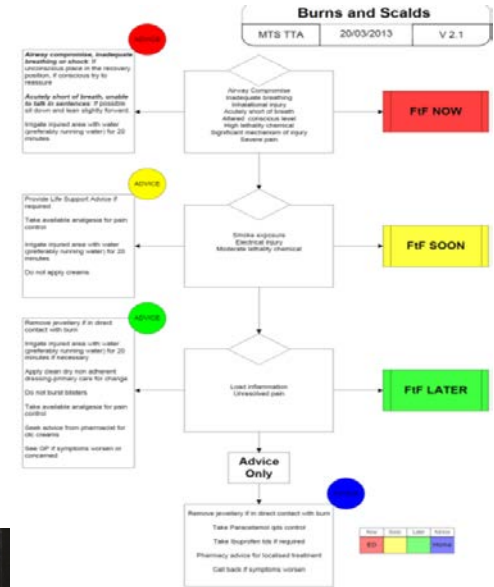 Burns and Scalds
MTS TTA
20/03/2013
V 2.1
ADVICE
Airway compromise, inadequate
breathing or shock: If
unconscious place in the recovery
position, if conscious try to
reassure
Acutely short of breath, unable
to talk in sentences: If possible
sit down and lean slightly forward.
Irrigate injured area with water
(preferably running water) for 20
minutes
Airway Compromise
Inadequate breathing
Inhalational injury
Acutely short of breath
Altered conscious level
High lethality chemical
Significant mechanism of injury
Severe pain
FtF NOW
ADVICE
Provide Life Support Advice if
required
Take available analgesia for pain
control
Irrigate injured area with water
(preferably running water) for 20
minutes
Do not apply creams
Smoke exposure
Electrical injury
Moderate lethality chemical
FtF SOON
ADVICE
Remove jewellery if in direct
contact with burn
Irrigate injured area with water
(preferably running water) for 20
minutes if necessary
Apply clean dry non adherent
dressing-primary care for change
Do not burst blisters
Take available analgesia for pain
control
Seek advice from pharmacist for
otc creams
See GP if symptoms worsen or
concerned
Load inflammation
Unresolved pain
FtF LATER
Advice
Only
Remove jewellery if in direct contact with burn
Take Paracetamol control
Take Ibuprofen tds if required
Pharmacy advice for localised treatment
Call back if symptoms worsen
Now Soon Later Advice
ED Home